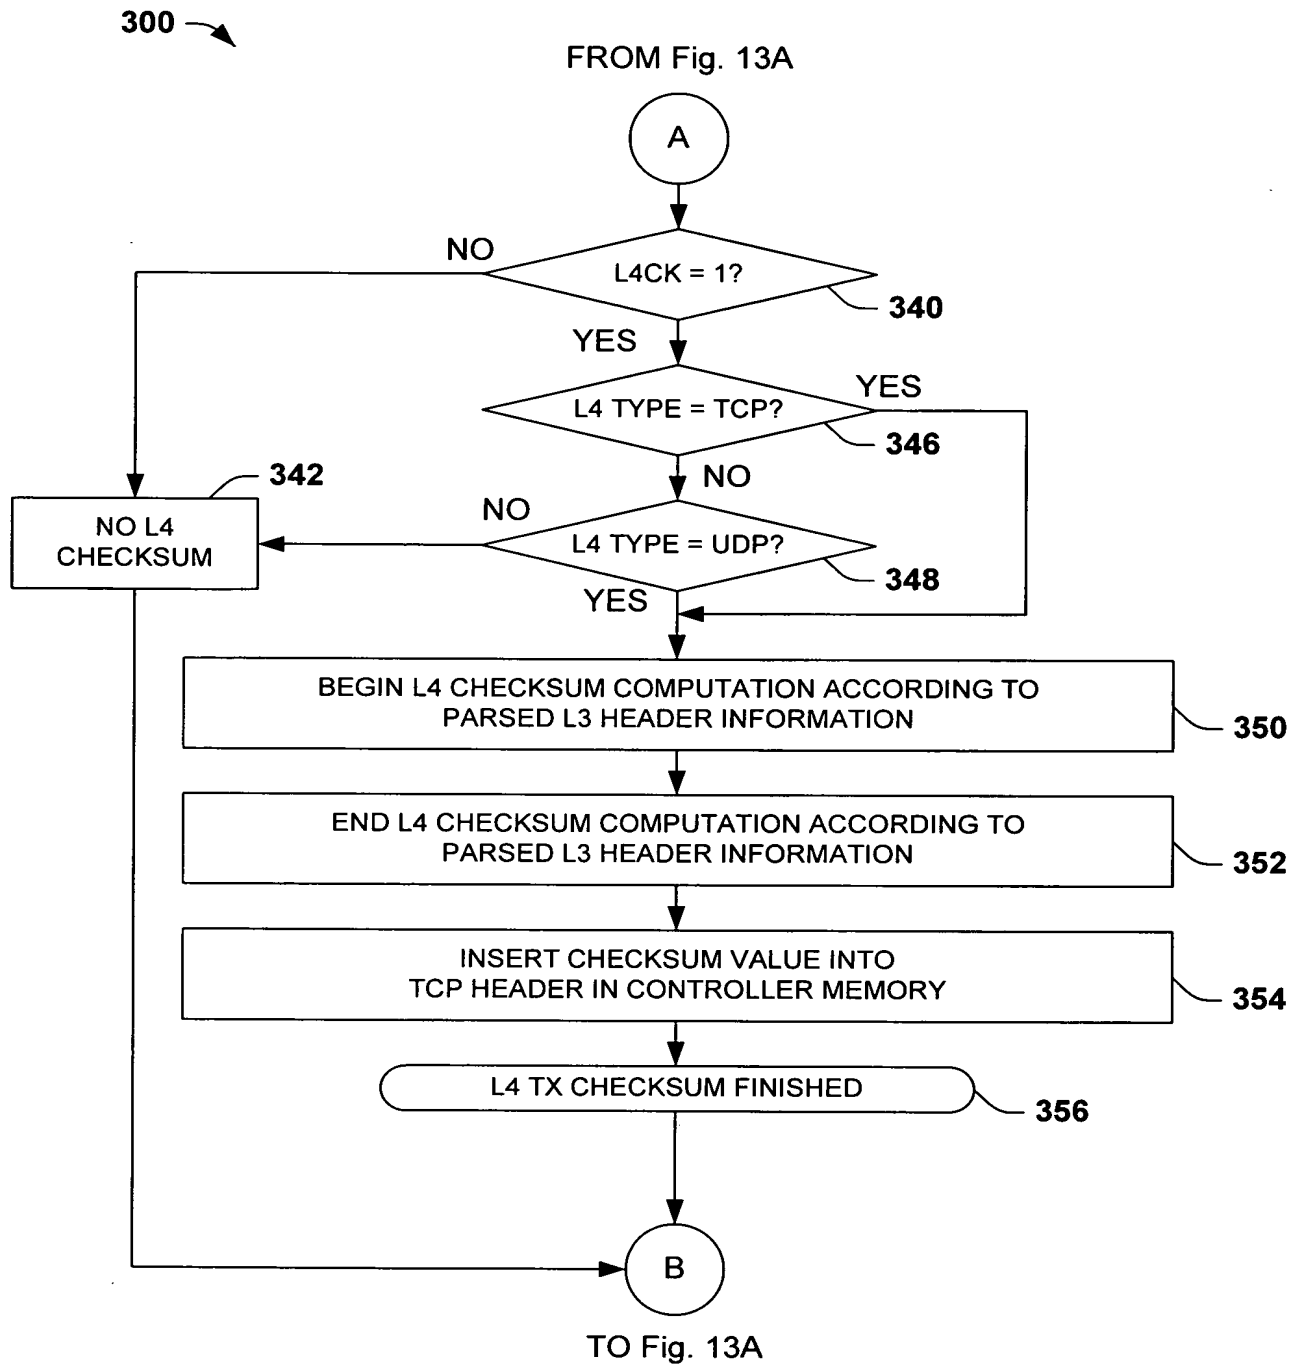 300
FROM Fig. 13A
A
NO
L4CK = 1?
340
YES
L4 TYPE = TCP?
YES
346
342
NO
NO L4
CHECKSUM
NO
L4 TYPE = UDP?
348
YES
BEGIN L4 CHECKSUM COMPUTATION ACCORDING TO
PARSED L3 HEADER INFORMATION
350
END L4 CHECKSUM COMPUTATION ACCORDING TO
PARSED L3 HEADER INFORMATION
352
INSERT CHECKSUM VALUE INTO
TCP HEADER IN CONTROLLER MEMORY
354
L4 TX CHECKSUM FINISHED
356
B
TO Fig. 13A